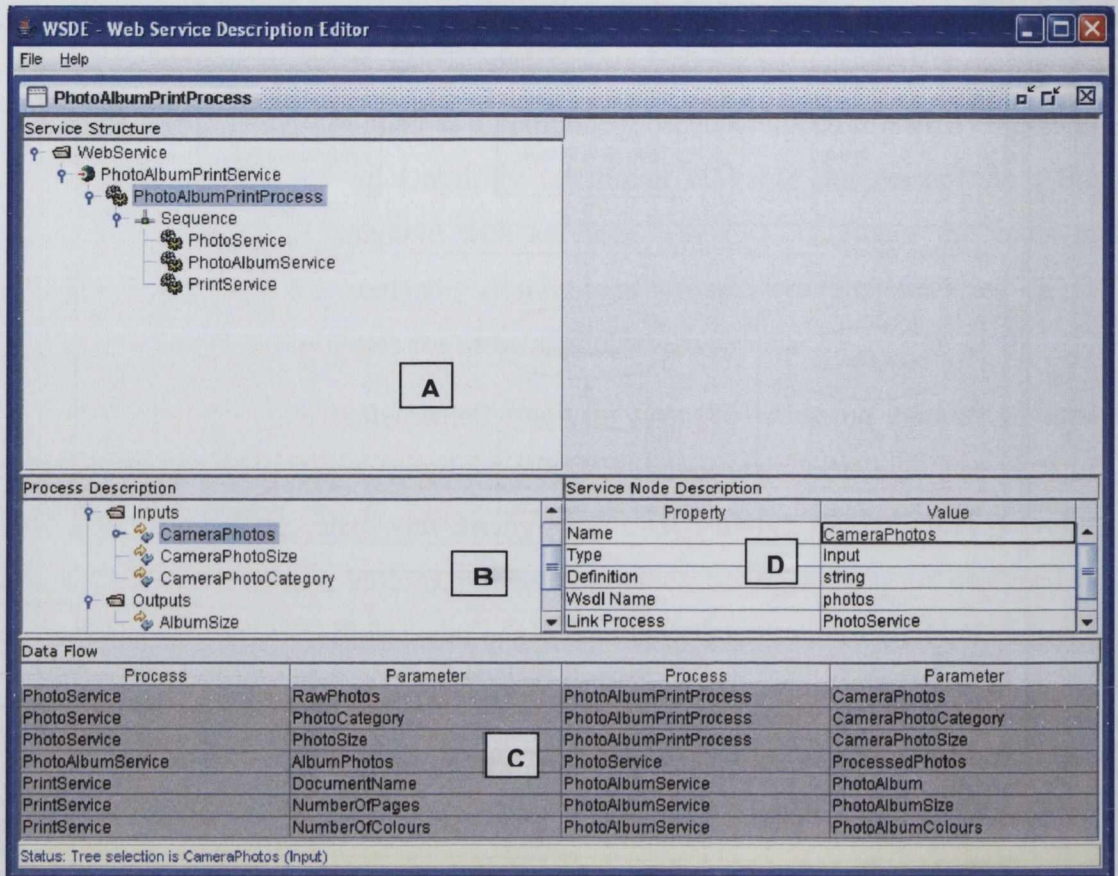 WSDE - Web Service Description Editor
File Help
PhotoAlbumPrintProcess
Service Structure
WebService
PhotoAlbumPrintService
PhotoAlbumPrintProcess
Sequence
PhotoService
PhotoAlbumService
PrintService
A
Process Description
Inputs
CameraPhotos
CameraPhotoSize
CameraPhotoCategory
Outputs
AlbumSize
B
Service Node Description
Property Value
Name CameraPhotos
Type Input
Definition string
Wsdl Name photos
Link Process PhotoService
D
Data Flow
Process Parameter Process Parameter
PhotoService RawPhotos PhotoAlbumPrintProcess CameraPhotos
PhotoService PhotoCategory PhotoAlbumPrintProcess CameraPhotoCategory
PhotoService PhotoSize PhotoAlbumPrintProcess CameraPhotoSize
PhotoAlbumService AlbumPhotos PhotoService ProcessedPhotos
PrintService DocumentName PhotoAlbumService PhotoAlbum
PrintService NumberOfPages PhotoAlbumService PhotoAlbumSize
PrintService NumberOfColours PhotoAlbumService PhotoAlbumColours
C
Status: Tree selection is CameraPhotos (Input)